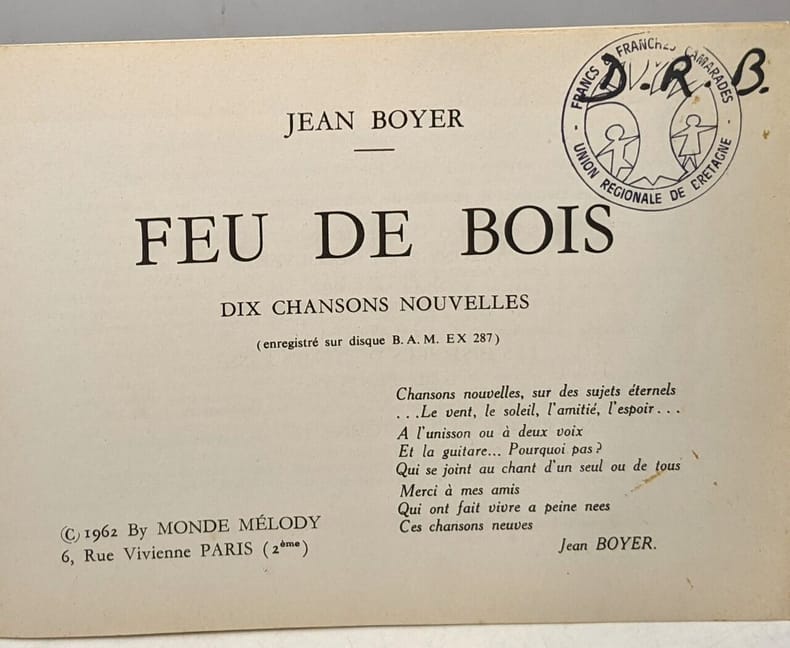 JEAN BOYER
FRANCS & FRANCHES CAMARADES
- UNION REGIONALE DE BRETAGNE -
D.R.B.
FEU DE BOIS
DIX CHANSONS NOUVELLES
(enregistré sur disque B. A. M. EX 287)
Chansons nouvelles, sur des sujets éternels
. . .Le vent, le soleil, l'amitié, l'espoir. . .
A l'unisson ou à deux voix
Et la guitare... Pourquoi pas ?
Qui se joint au chant d'un seul ou de tous
Merci à mes amis
Qui ont fait vivre a peine nees
Ces chansons neuves
Jean BOYER.
© 1962 By MONDE MÉLODY
6, Rue Vivienne PARIS (2ème)